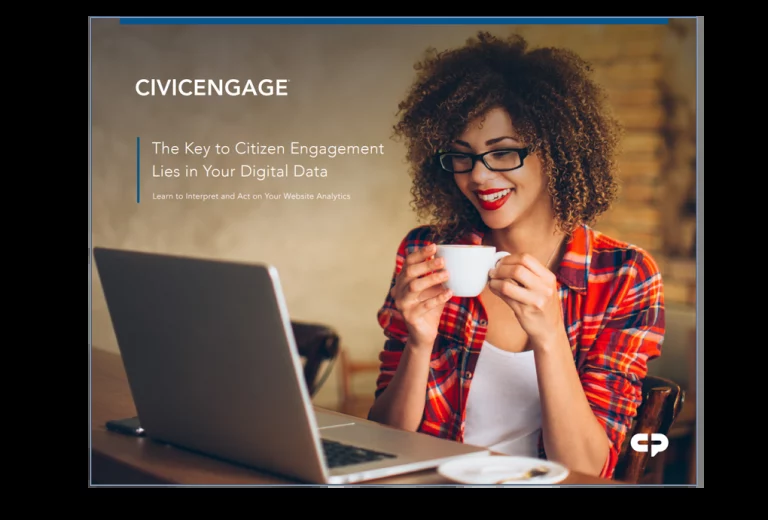 CIVICENGAGE
The Key to Citizen Engagement
Lies in Your Digital Data
Learn to Interpret and Act on Your Website Analytics
CP